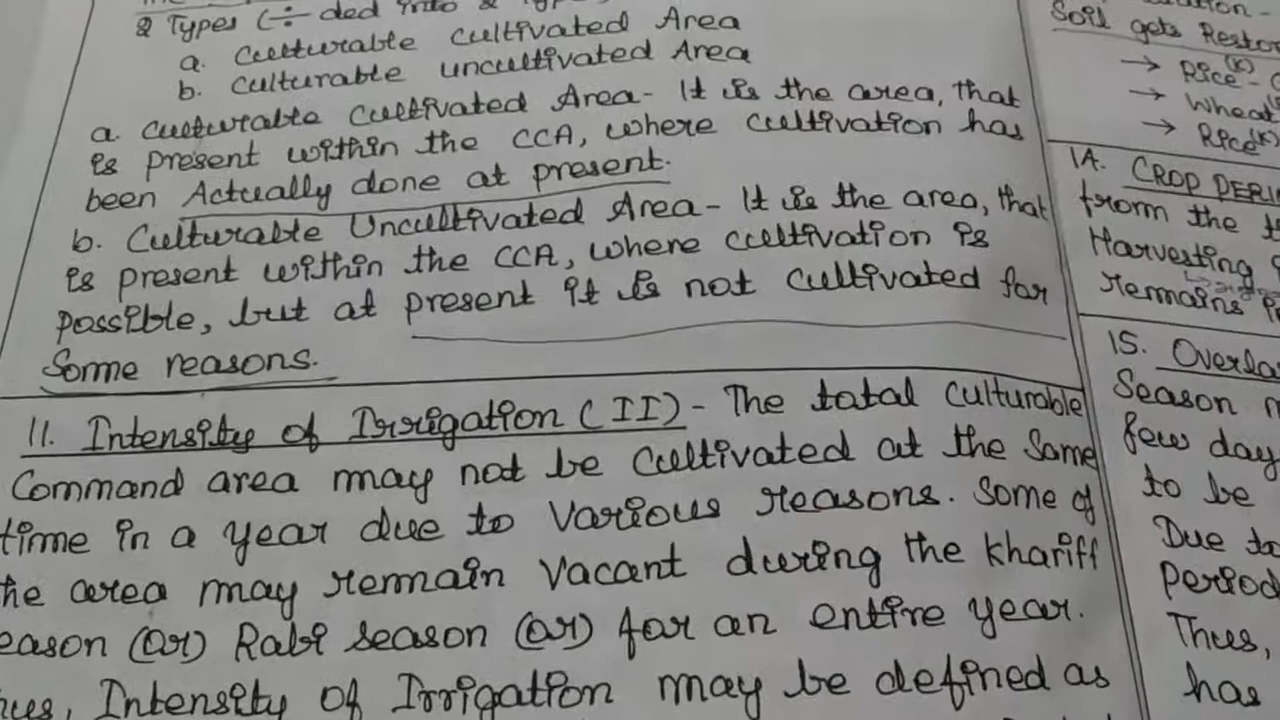 2 Types (÷ded into 2 Typ
a. Culturable Cultivated Area
b. Culturable uncultivated Area
a. Culturable Cultivated Area - It is the area, that
is present within the CCA, where cultivation has
been Actually done at present.
b. Culturable Uncultivated Area - It is the area, that
is present within the CCA, where cultivation is
possible, but at present it is not cultivated for
Some reasons.
11. Intensity of Irrigation (II) - The total culturable
Command area may not be Cultivated at the Same
time in a year due to Various reasons. Some of
he area may remain vacant during the khariff
eason (or) Rabi season (or) for an entire year.
hus, Intensity of Irrigation may be defined as
Soil gets Restor
→ Rice(K) -
→ Wheat
→ Rice(K)
14. CROP PERI
from the t
Harvesting
remains
15. Overla
Season m
few day
to be
Due to
Period
Thus,
has